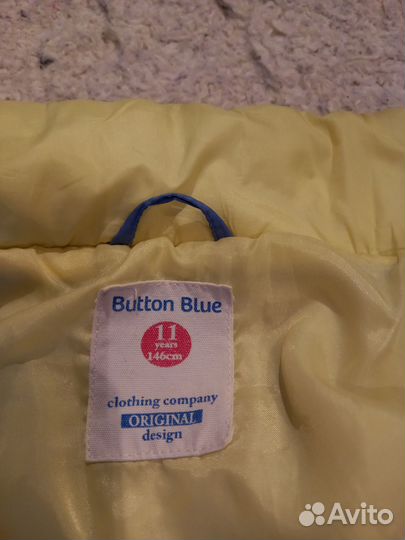 Button Blue
11
years
146cm
clothing company
ORIGINAL
design
Avito